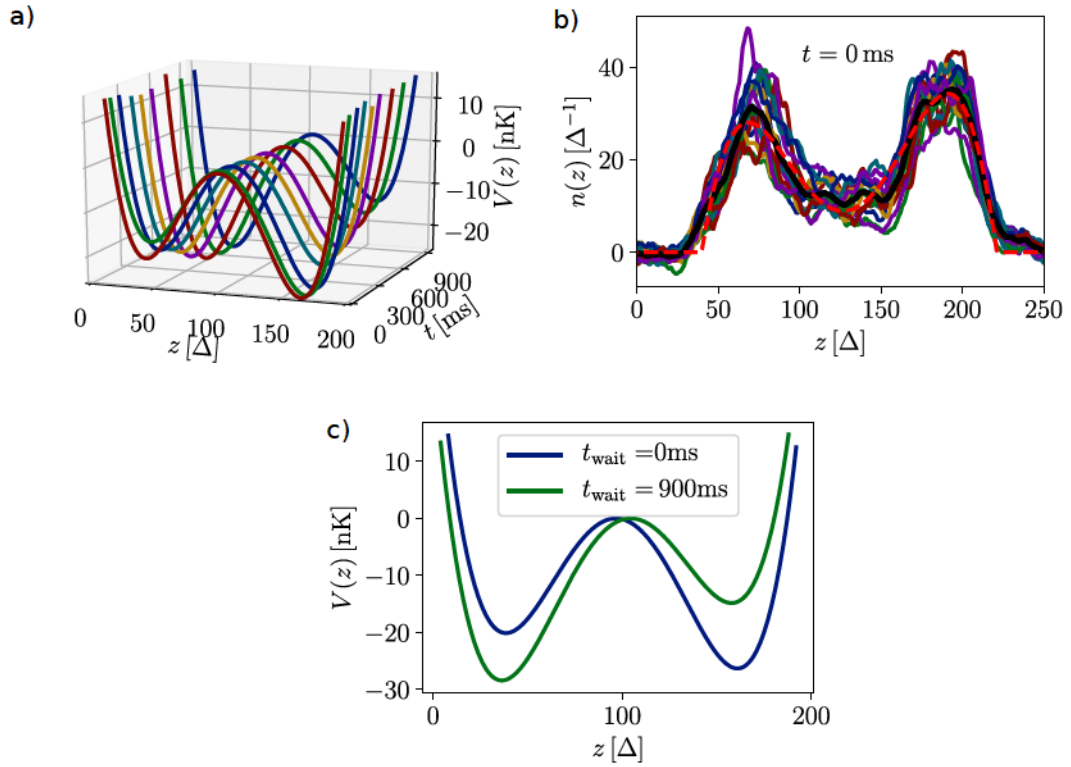 a)
10
0
−10
−20
V(z) [nK]
0
50
100
150
200
z [Δ]
0
300
600
900
t [ms]
b)
t = 0 ms
40
20
0
n(z) [Δ⁻¹]
0 50 100 150 200 250
z [Δ]
c)
t_wait =0ms
t_wait = 900ms
10
0
−10
−20
−30
V(z) [nK]
0 100 200
z [Δ]